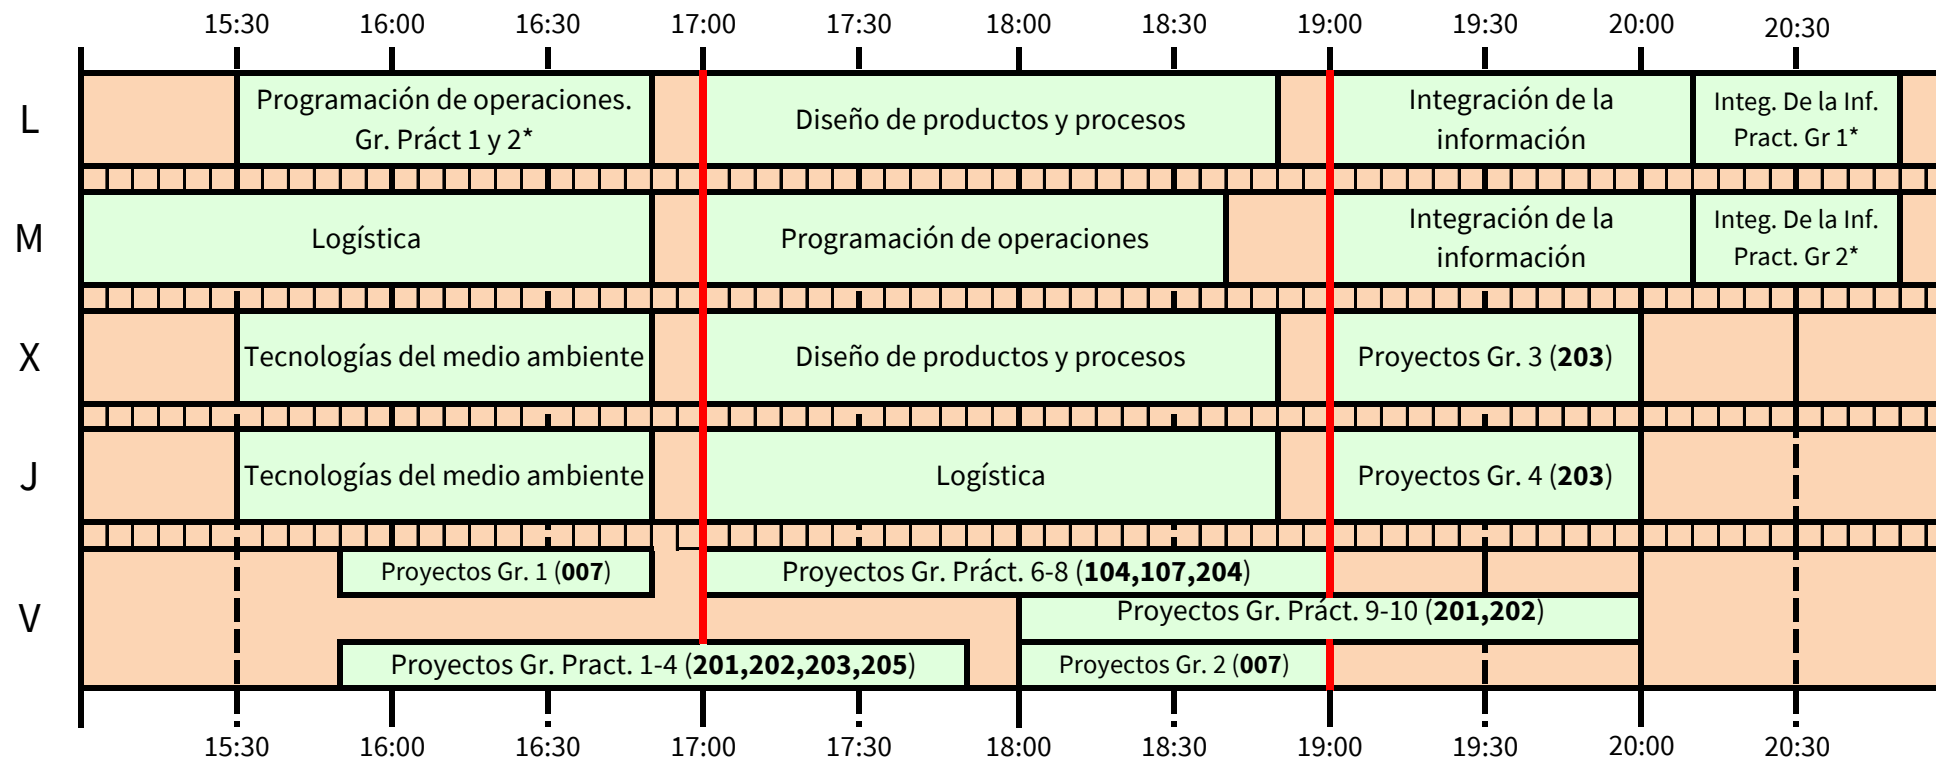 15:30 16:00 16:30 17:00 17:30 18:00 18:30 19:00 19:30 20:00 20:30
L
Programación de operaciones.
Gr. Práct 1 y 2*
Diseño de productos y procesos
Integración de la
información
Integ. De la Inf.
Pract. Gr 1*
M
Logística
Programación de operaciones
Integración de la
información
Integ. De la Inf.
Pract. Gr 2*
X
Tecnologías del medio ambiente
Diseño de productos y procesos
Proyectos Gr. 3 (203)
J
Tecnologías del medio ambiente
Logística
Proyectos Gr. 4 (203)
V
Proyectos Gr. 1 (007)
Proyectos Gr. Práct. 6-8 (104,107,204)
Proyectos Gr. Práct. 9-10 (201,202)
Proyectos Gr. Pract. 1-4 (201,202,203,205)
Proyectos Gr. 2 (007)
15:30 16:00 16:30 17:00 17:30 18:00 18:30 19:00 19:30 20:00 20:30